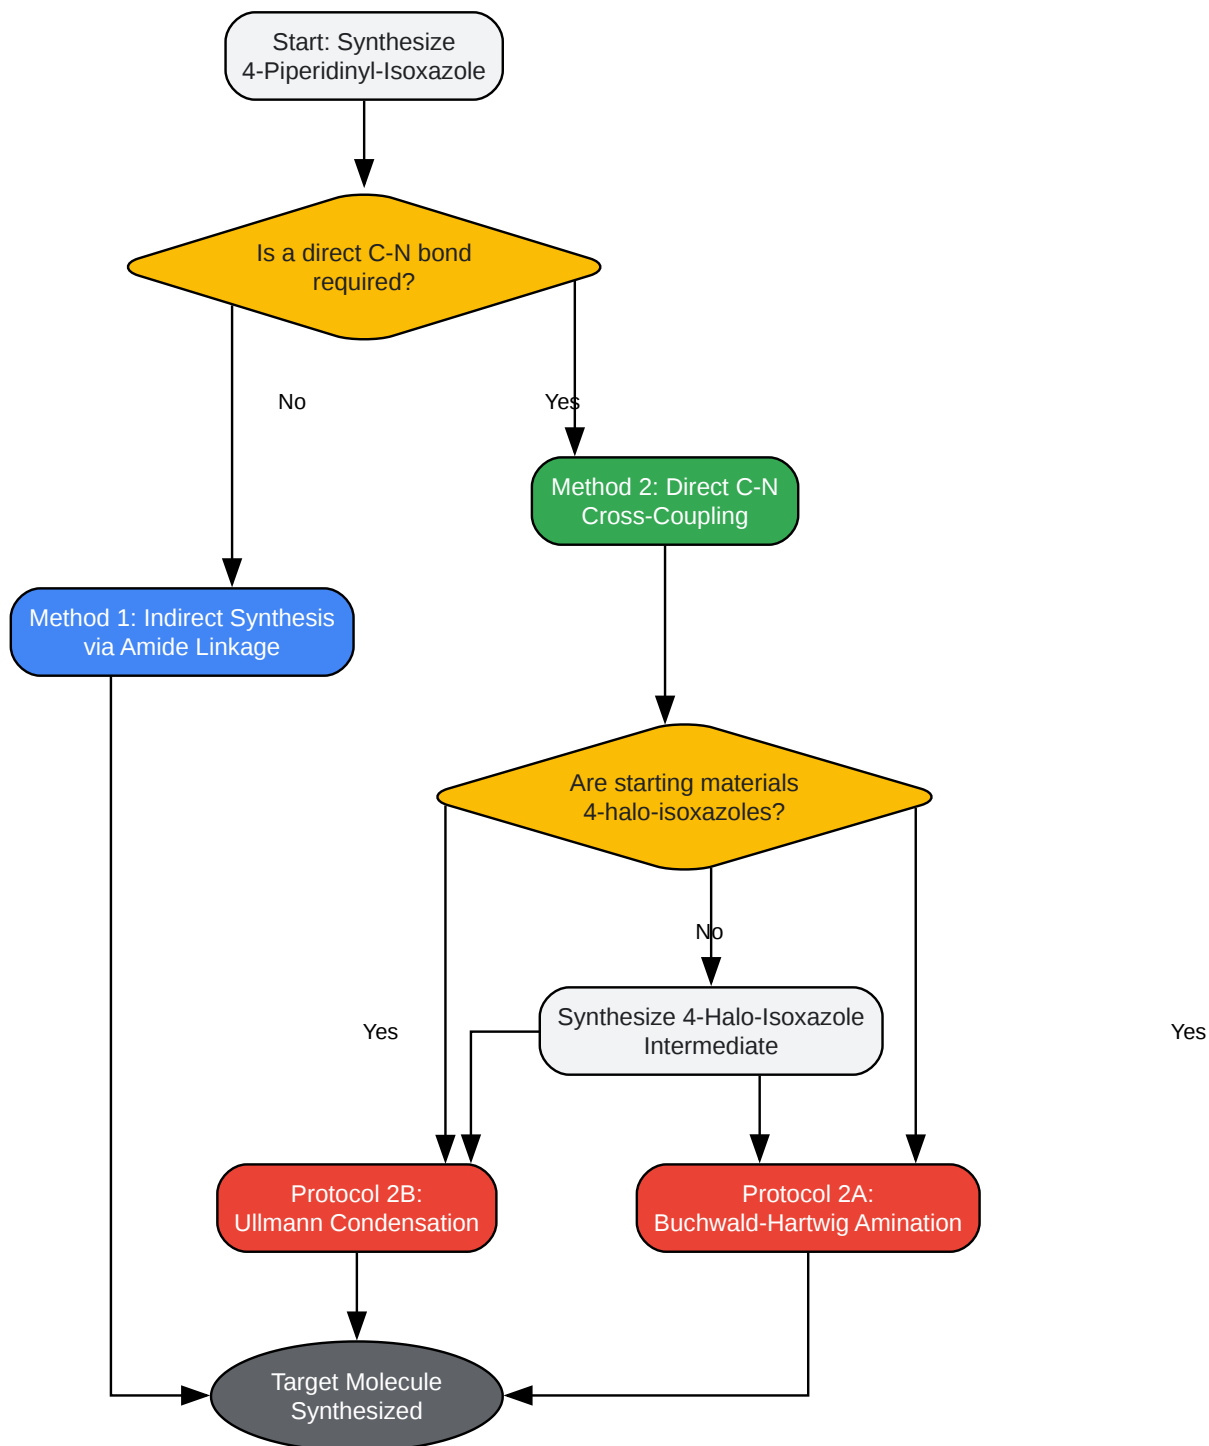 Start: Synthesize
4-Piperidinyl-Isoxazole
Is a direct C-N bond
required?
No
Yes
Method 2: Direct C-N
Cross-Coupling
Method 1: Indirect Synthesis
via Amide Linkage
Are starting materials
4-halo-isoxazoles?
No
Yes
Synthesize 4-Halo-Isoxazole
Intermediate
Yes
Protocol 2B:
Ullmann Condensation
Protocol 2A:
Buchwald-Hartwig Amination
Target Molecule
Synthesized